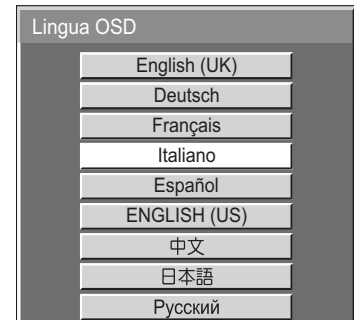 Lingua OSD
English (UK)
Deutsch
Français
Italiano
Español
ENGLISH (US)
中文
日本語
Русский